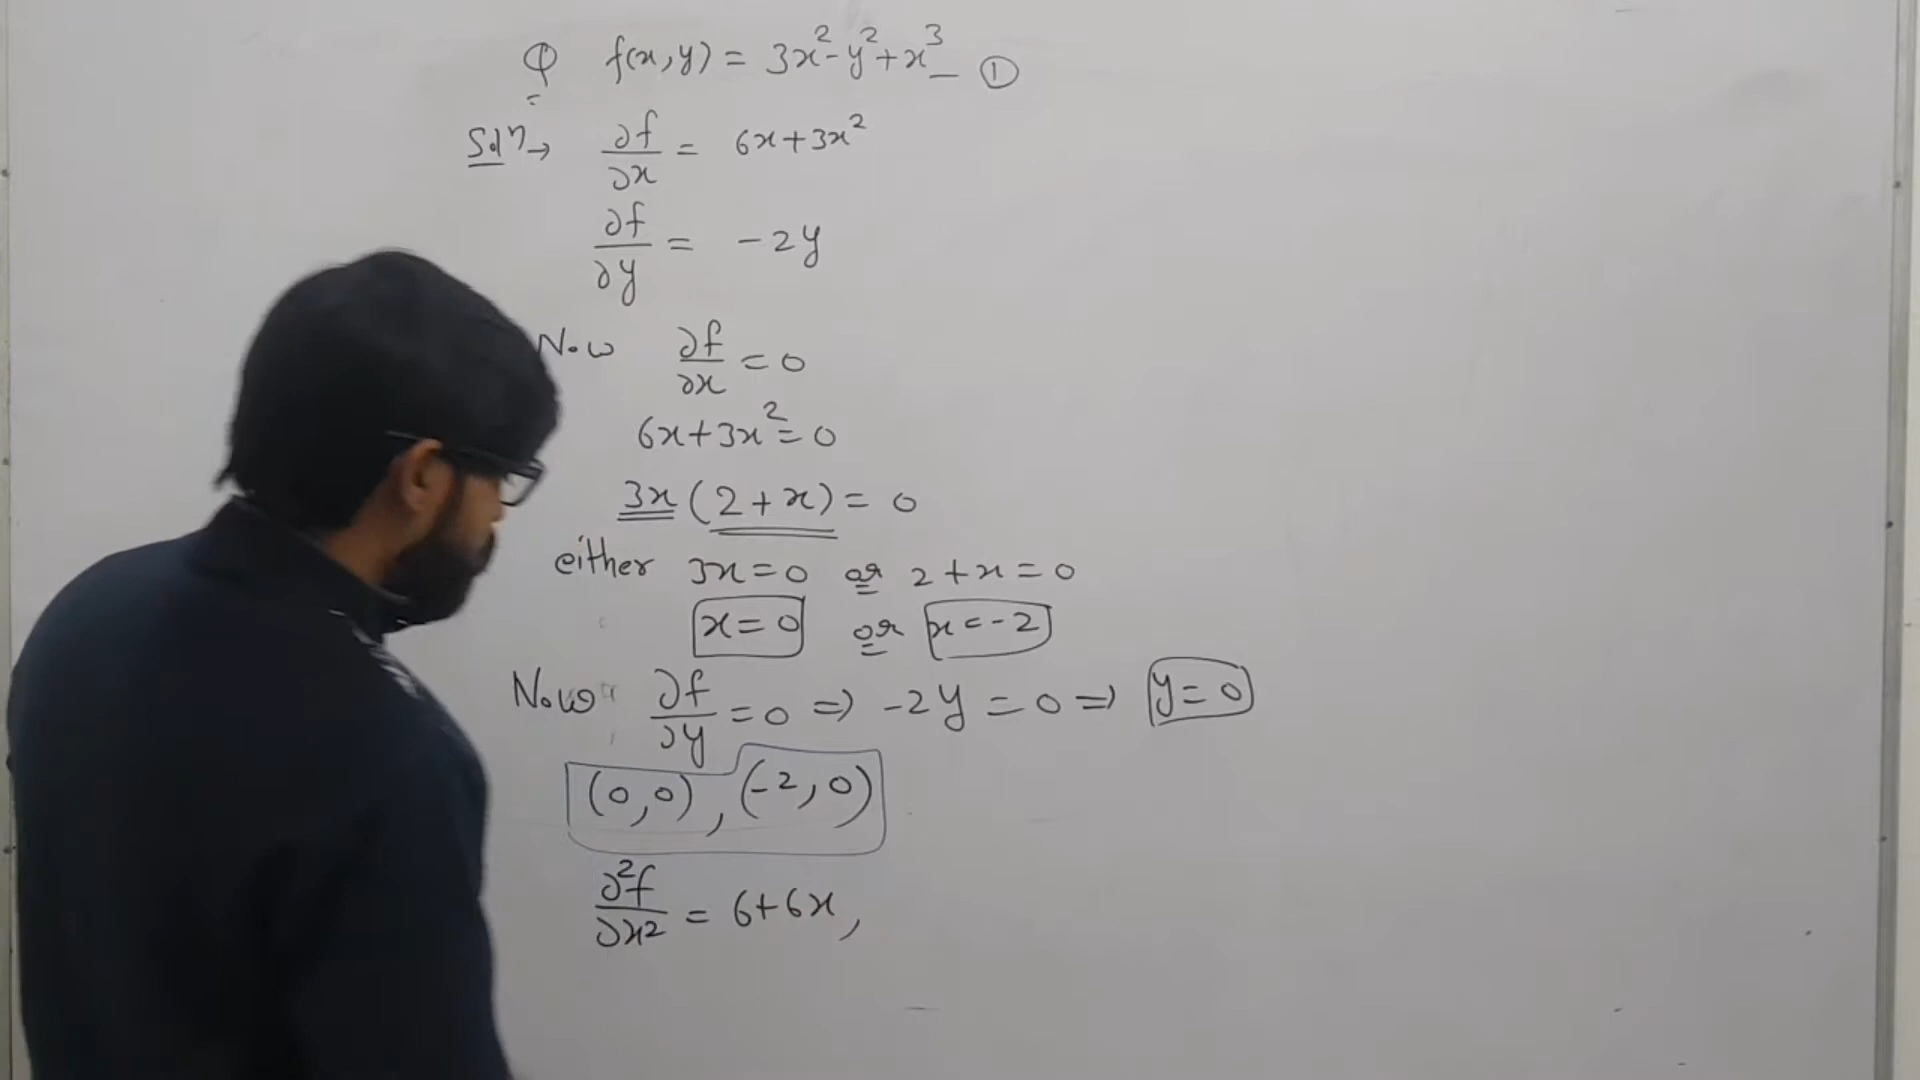 Q f(x,y) = 3x²-y²+x³ — ①
Solⁿ→ ∂f/∂x = 6x+3x²
∂f/∂y = -2y
Now ∂f/∂x = 0
6x+3x²=0
3x(2+x)=0
either 3x=0 or 2+x=0
x=0 or x=-2
Now ∂f/∂y=0 ⇒ -2y=0 ⇒ y=0
(0,0), (-2,0)
∂²f/∂x² = 6+6x,